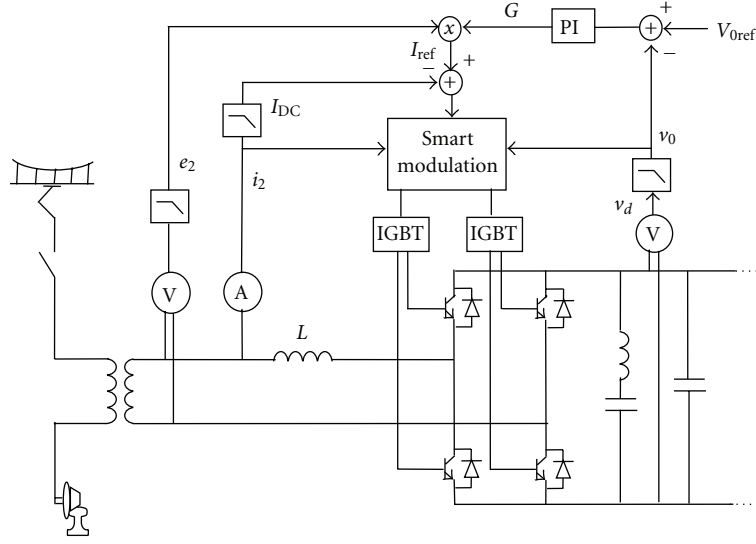 G
x
PI
+
+
V0ref
−
Iref
+
−
+
IDC
Smart
modulation
v0
e2
i2
vd
IGBT
IGBT
V
V
A
L